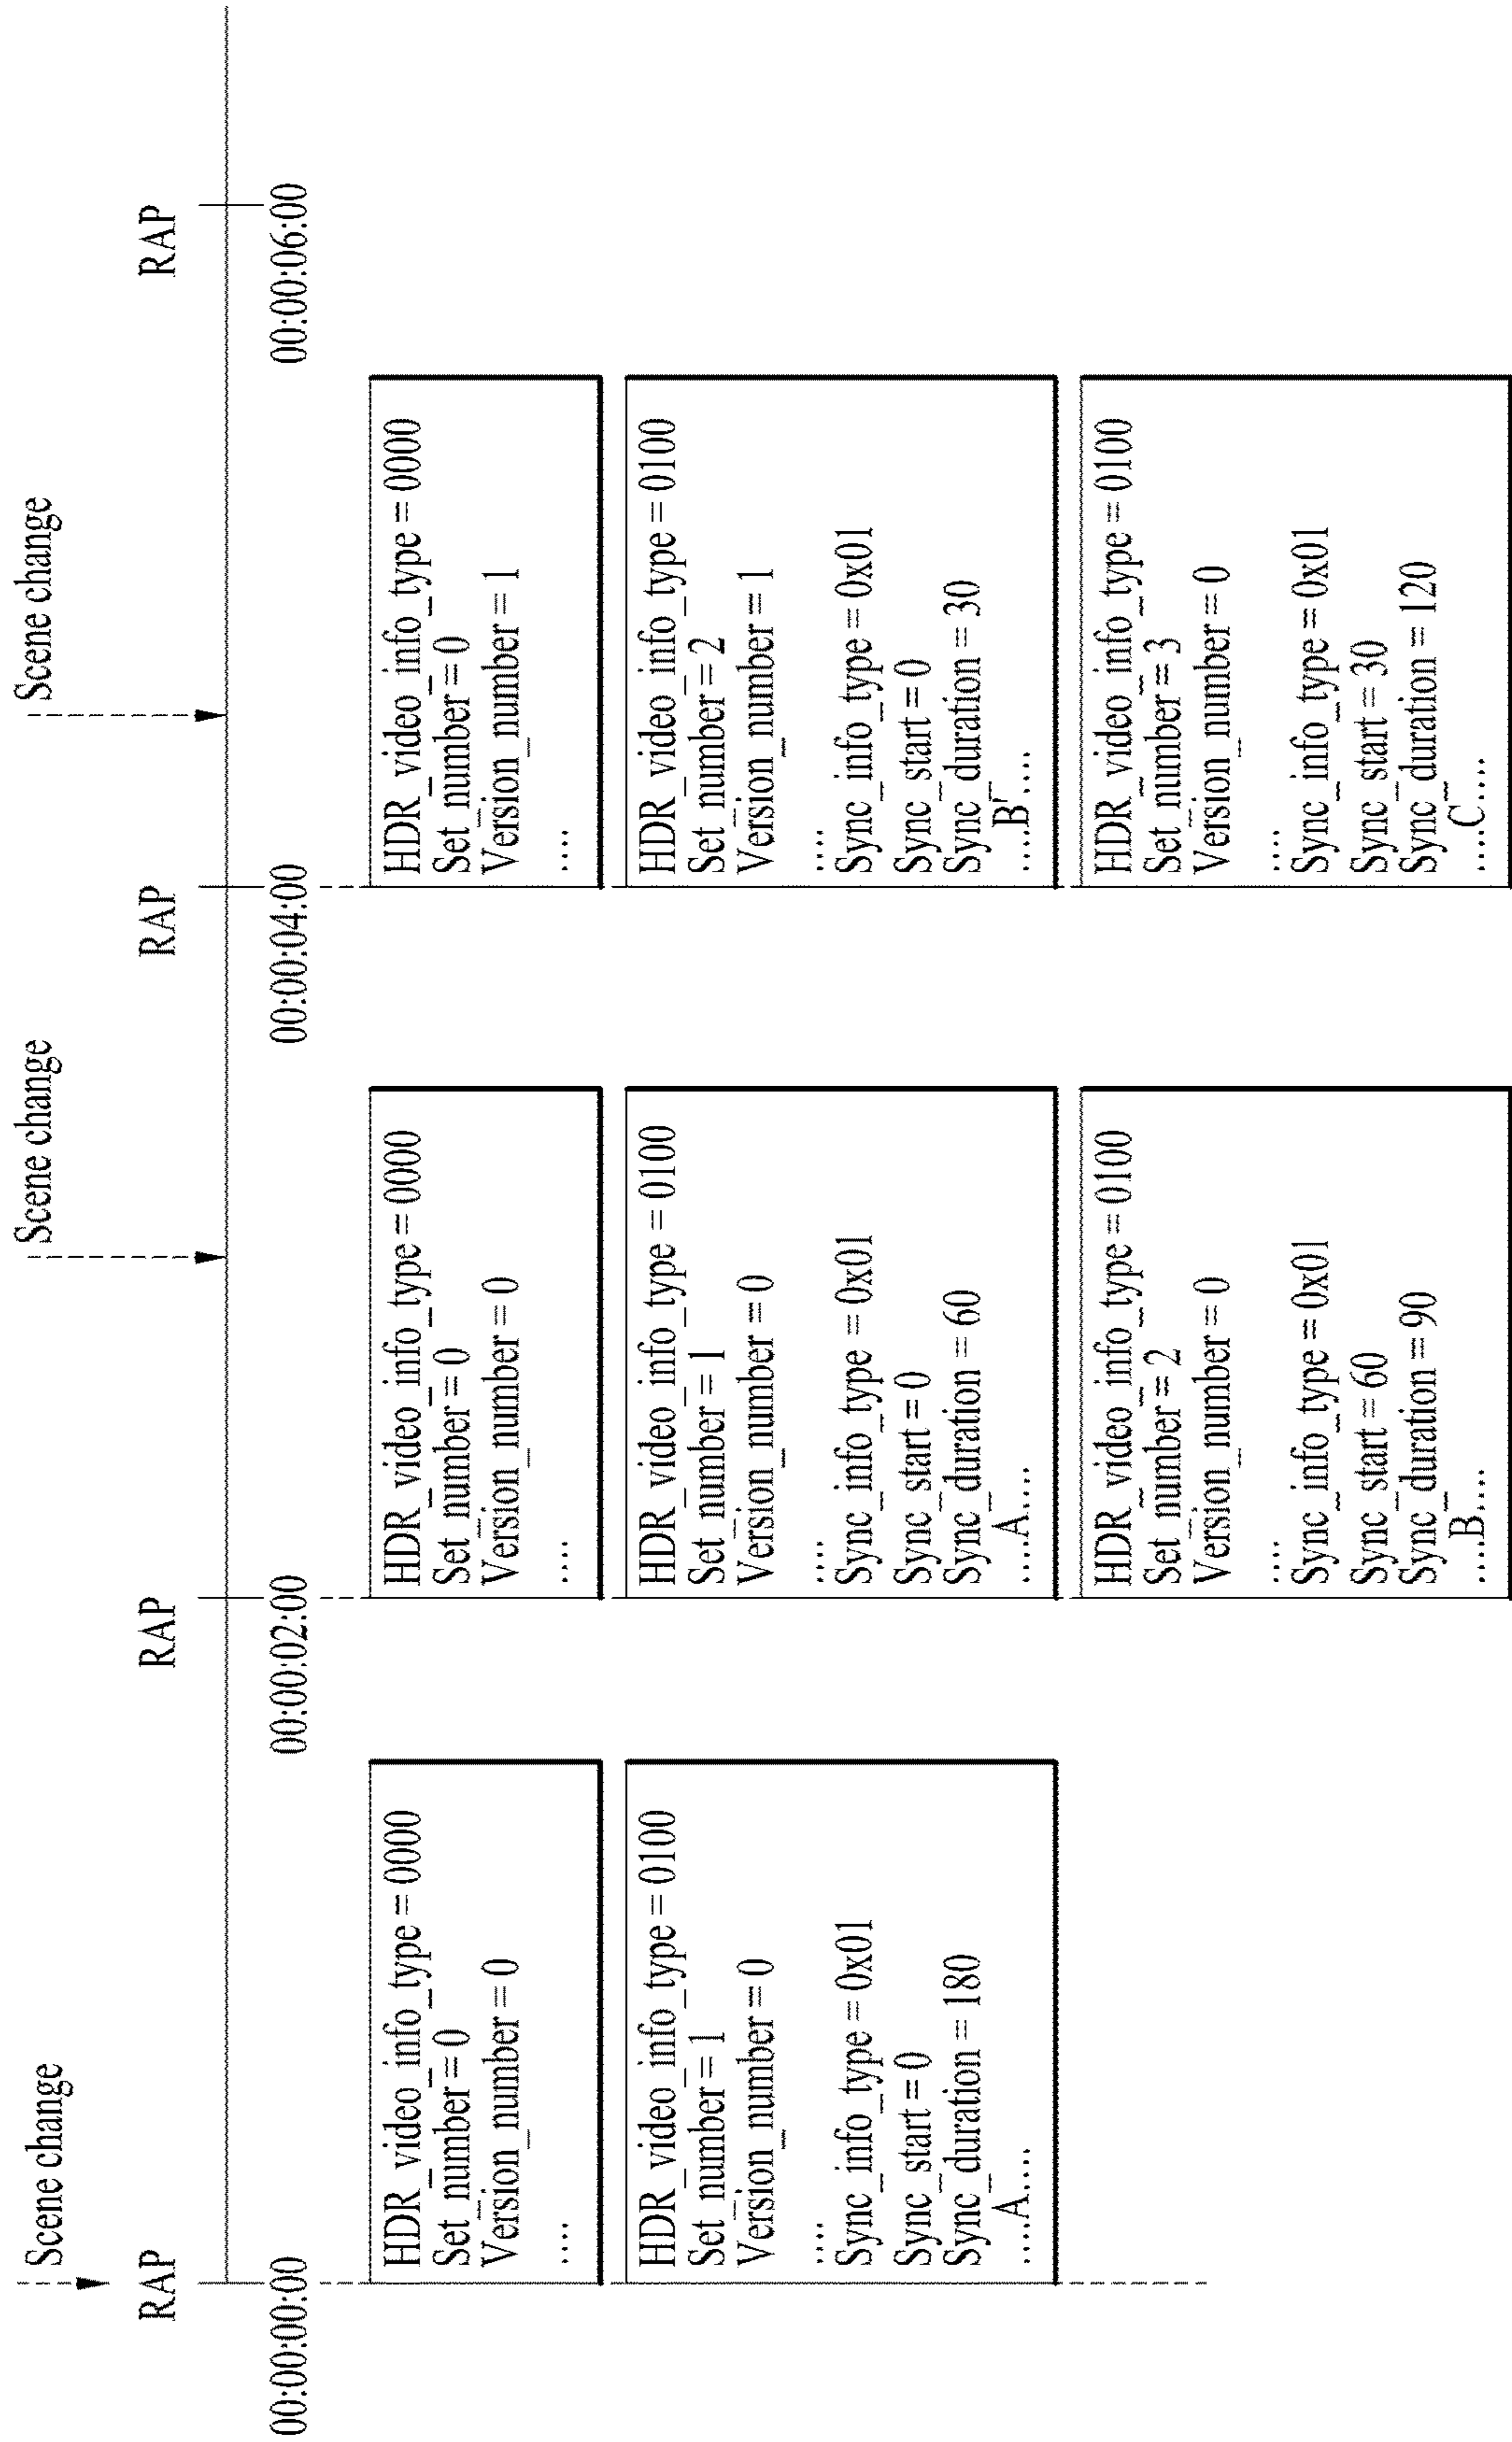 Scene change
Scene change
Scene change
RAP
RAP
RAP
RAP
00:00:00:00
00:00:02:00
00:00:04:00
00:00:06:00
HDR_video_info_type = 0000
Set_number = 0
Version_number = 0
....
HDR_video_info_type = 0100
Set_number = 1
Version_number = 0
....
Sync_info_type = 0x01
Sync_start = 0
Sync_duration = 180
....A....
HDR_video_info_type = 0000
Set_number = 0
Version_number = 0
....
HDR_video_info_type = 0100
Set_number = 1
Version_number = 0
....
Sync_info_type = 0x01
Sync_start = 0
Sync_duration = 60
....A....
HDR_video_info_type = 0100
Set_number = 2
Version_number = 0
....
Sync_info_type = 0x01
Sync_start = 60
Sync_duration = 90
....B....
HDR_video_info_type = 0000
Set_number = 0
Version_number = 1
....
HDR_video_info_type = 0100
Set_number = 2
Version_number = 1
....
Sync_info_type = 0x01
Sync_start = 0
Sync_duration = 30
....B'....
HDR_video_info_type = 0100
Set_number = 3
Version_number = 0
....
Sync_info_type = 0x01
Sync_start = 30
Sync_duration = 120
....C....